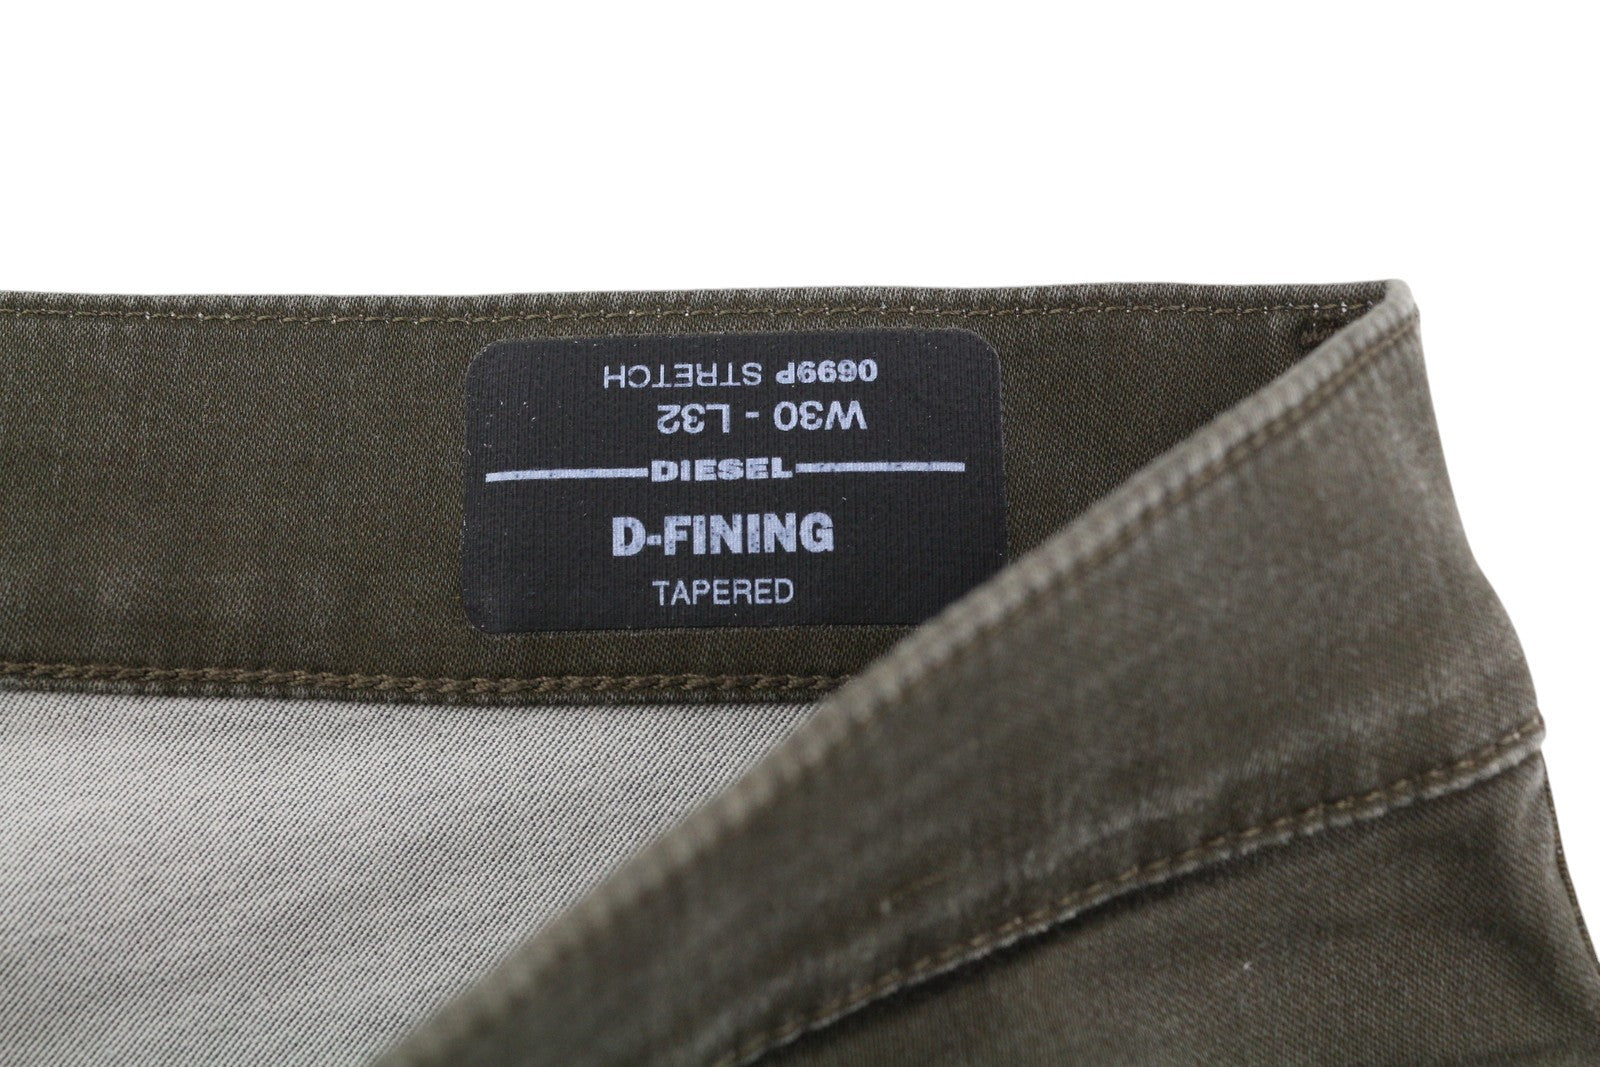 0699P STRETCH
W30 - L32
DIESEL
D-FINING
TAPERED